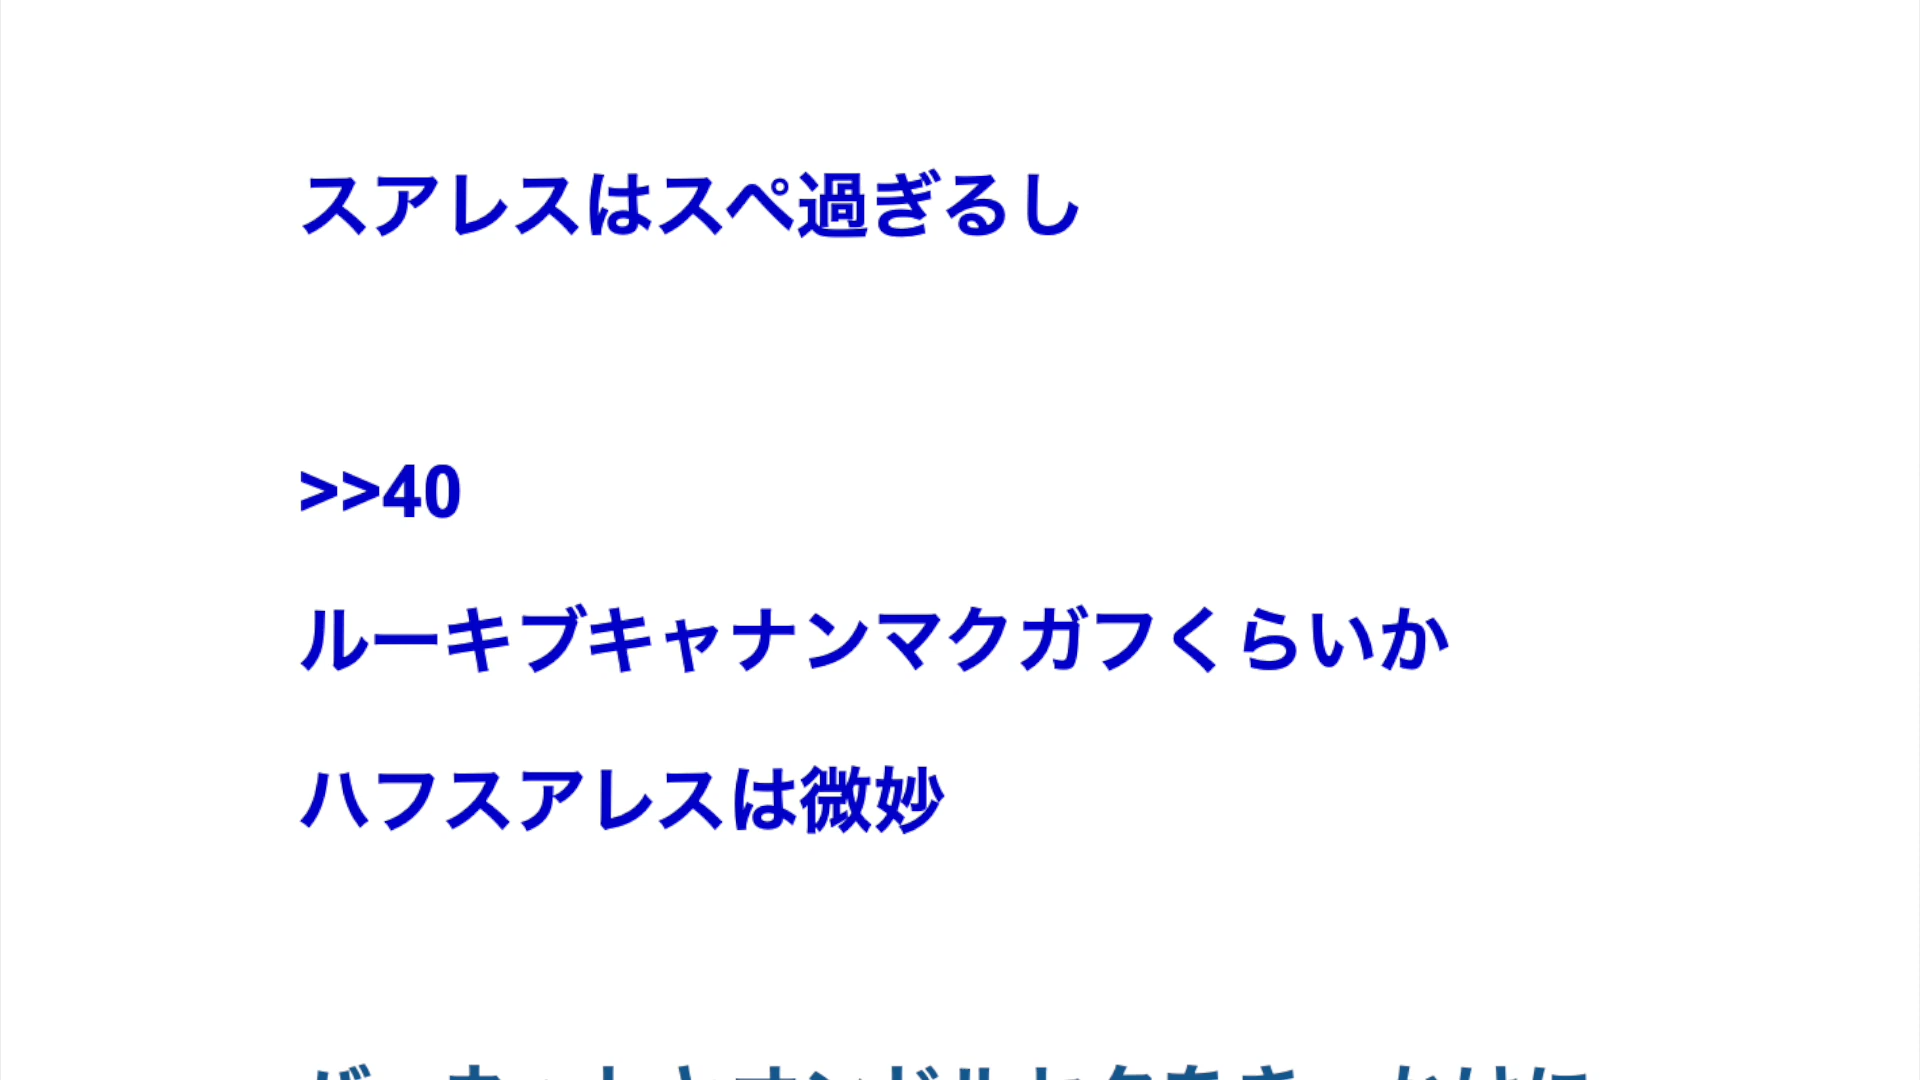 スアレスはスペ過ぎるし
>>40
ルーキブキャナンマクガフくらいか
ハフスアレスは微妙